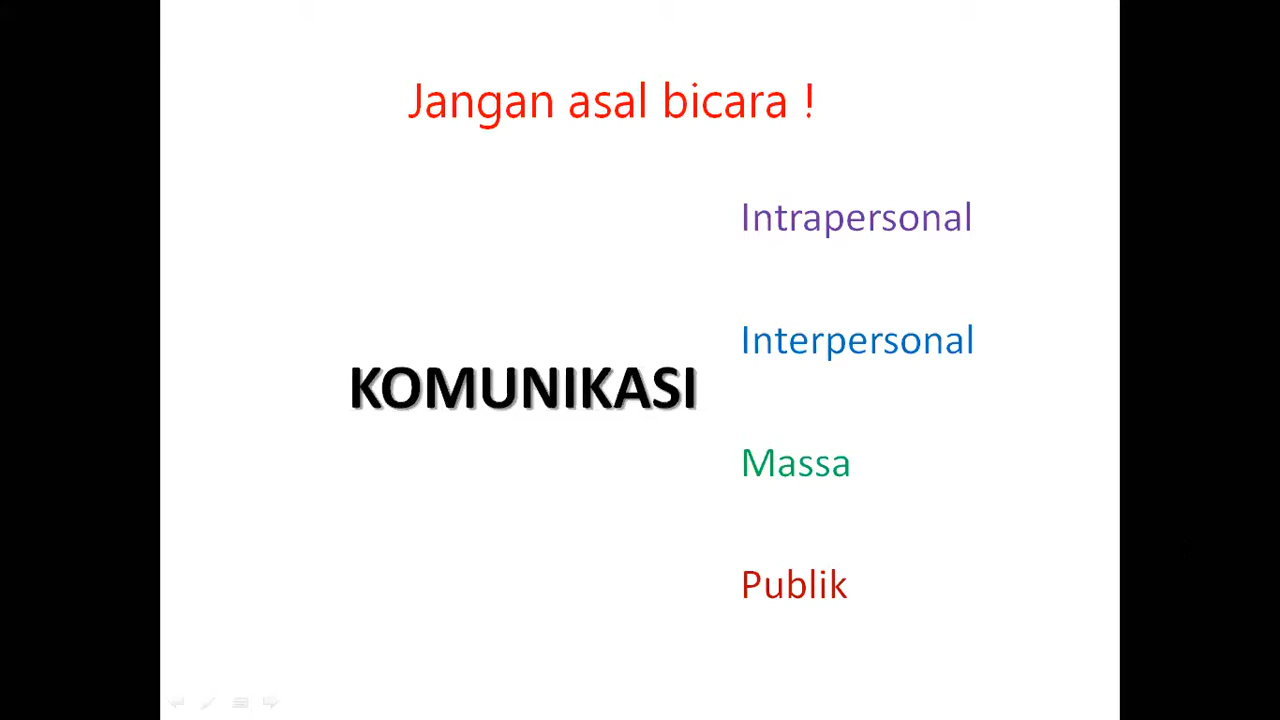 Jangan asal bicara !
Intrapersonal
Interpersonal
KOMUNIKASI
Massa
Publik